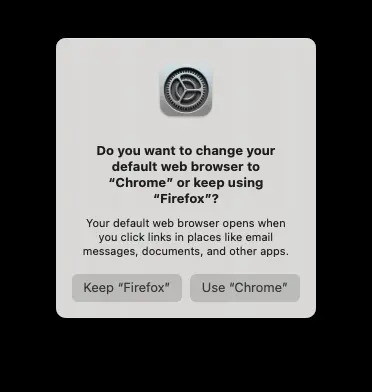 Do you want to change your
default web browser to
“Chrome” or keep using
“Firefox”?
Your default web browser opens when
you click links in places like email
messages, documents, and other apps.
Keep “Firefox”
Use “Chrome”